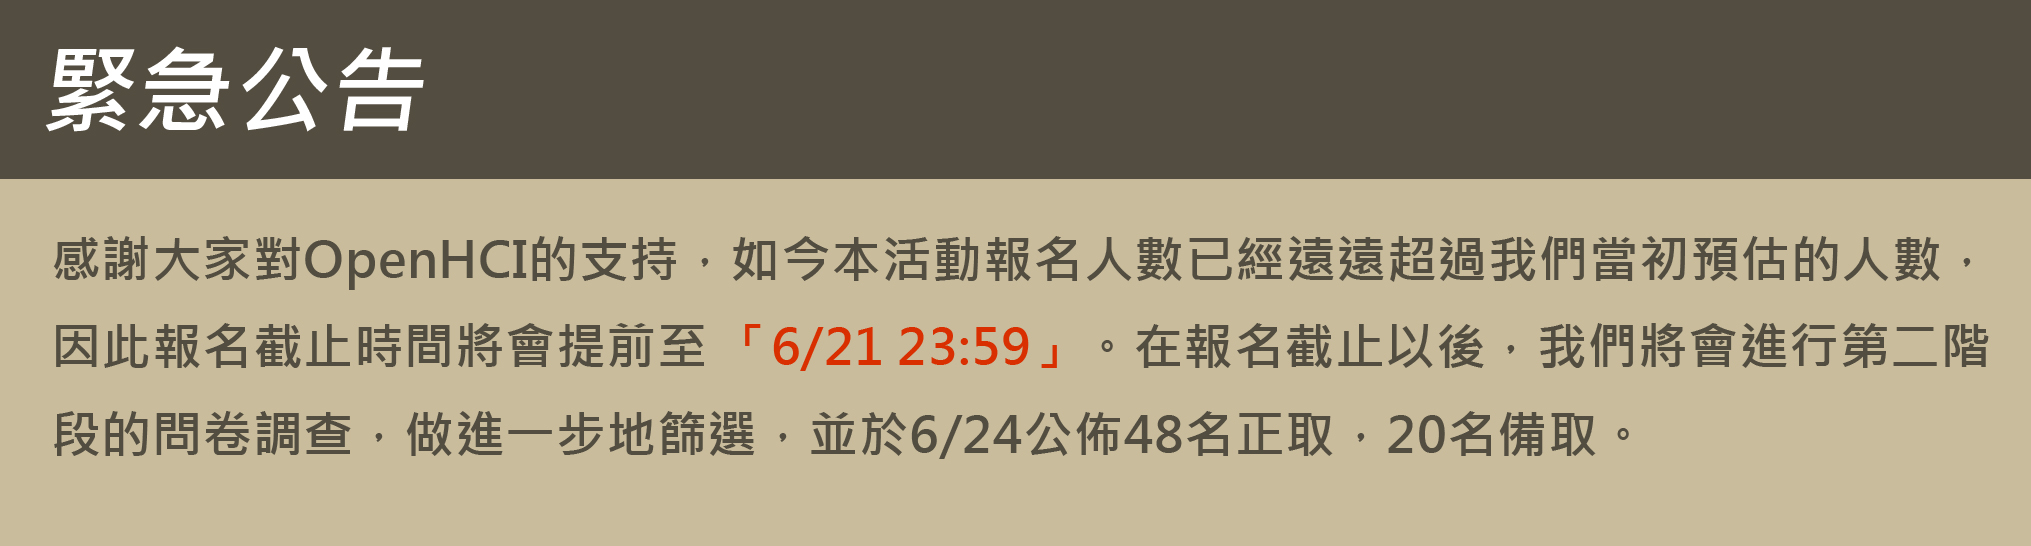 緊急公告
感謝大家對OpenHCI的支持，如今本活動報名人數已經遠遠超過我們當初預估的人數，
因此報名截止時間將會提前至「6/21 23:59」。在報名截止以後，我們將會進行第二階
段的問卷調查，做進一步地篩選，並於6/24公佈48名正取，20名備取。